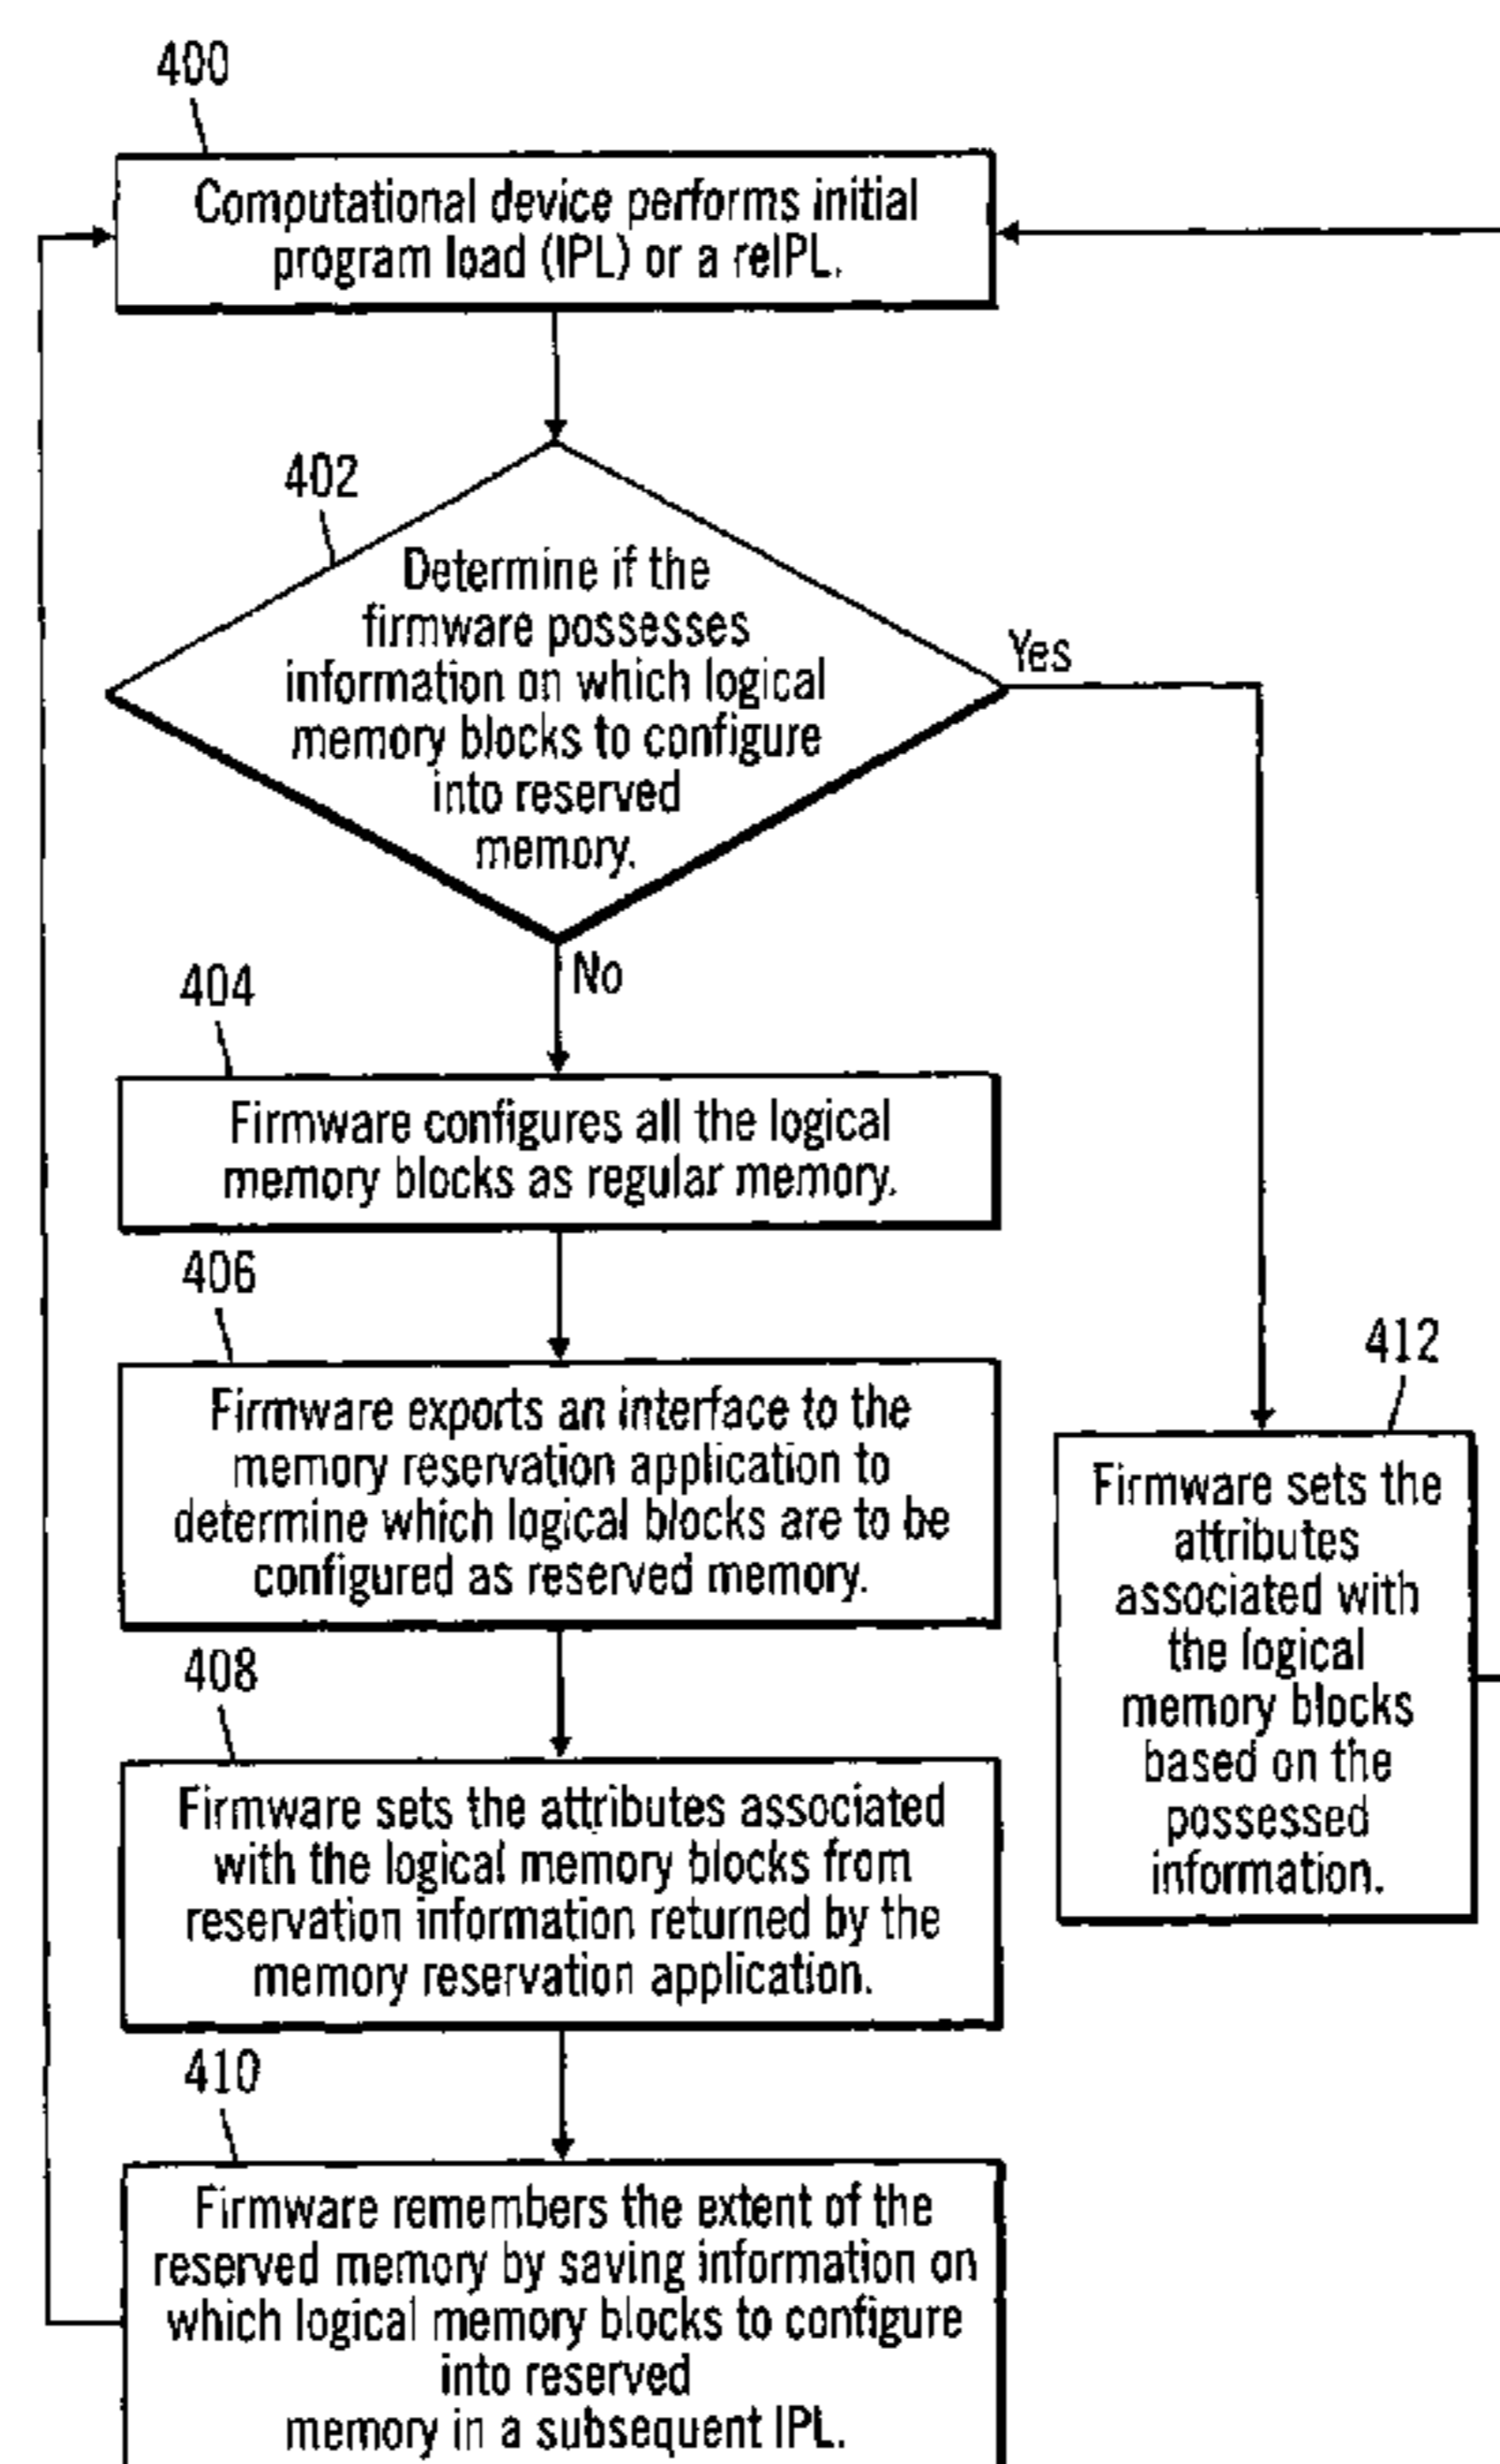 400
Computational device performs initial
program load (IPL) or a reIPL.
402
Determine if the
firmware possesses
information on which logical
memory blocks to configure
into reserved
memory.
Yes
No
404
Firmware configures all the logical
memory blocks as regular memory.
406
Firmware exports an interface to the
memory reservation application to
determine which logical blocks are to be
configured as reserved memory.
412
Firmware sets the
attributes
associated with
the logical
memory blocks
based on the
possessed
information.
408
Firmware sets the attributes associated
with the logical memory blocks from
reservation information returned by the
memory reservation application.
410
Firmware remembers the extent of the
reserved memory by saving information on
which logical memory blocks to configure
into reserved
memory in a subsequent IPL.